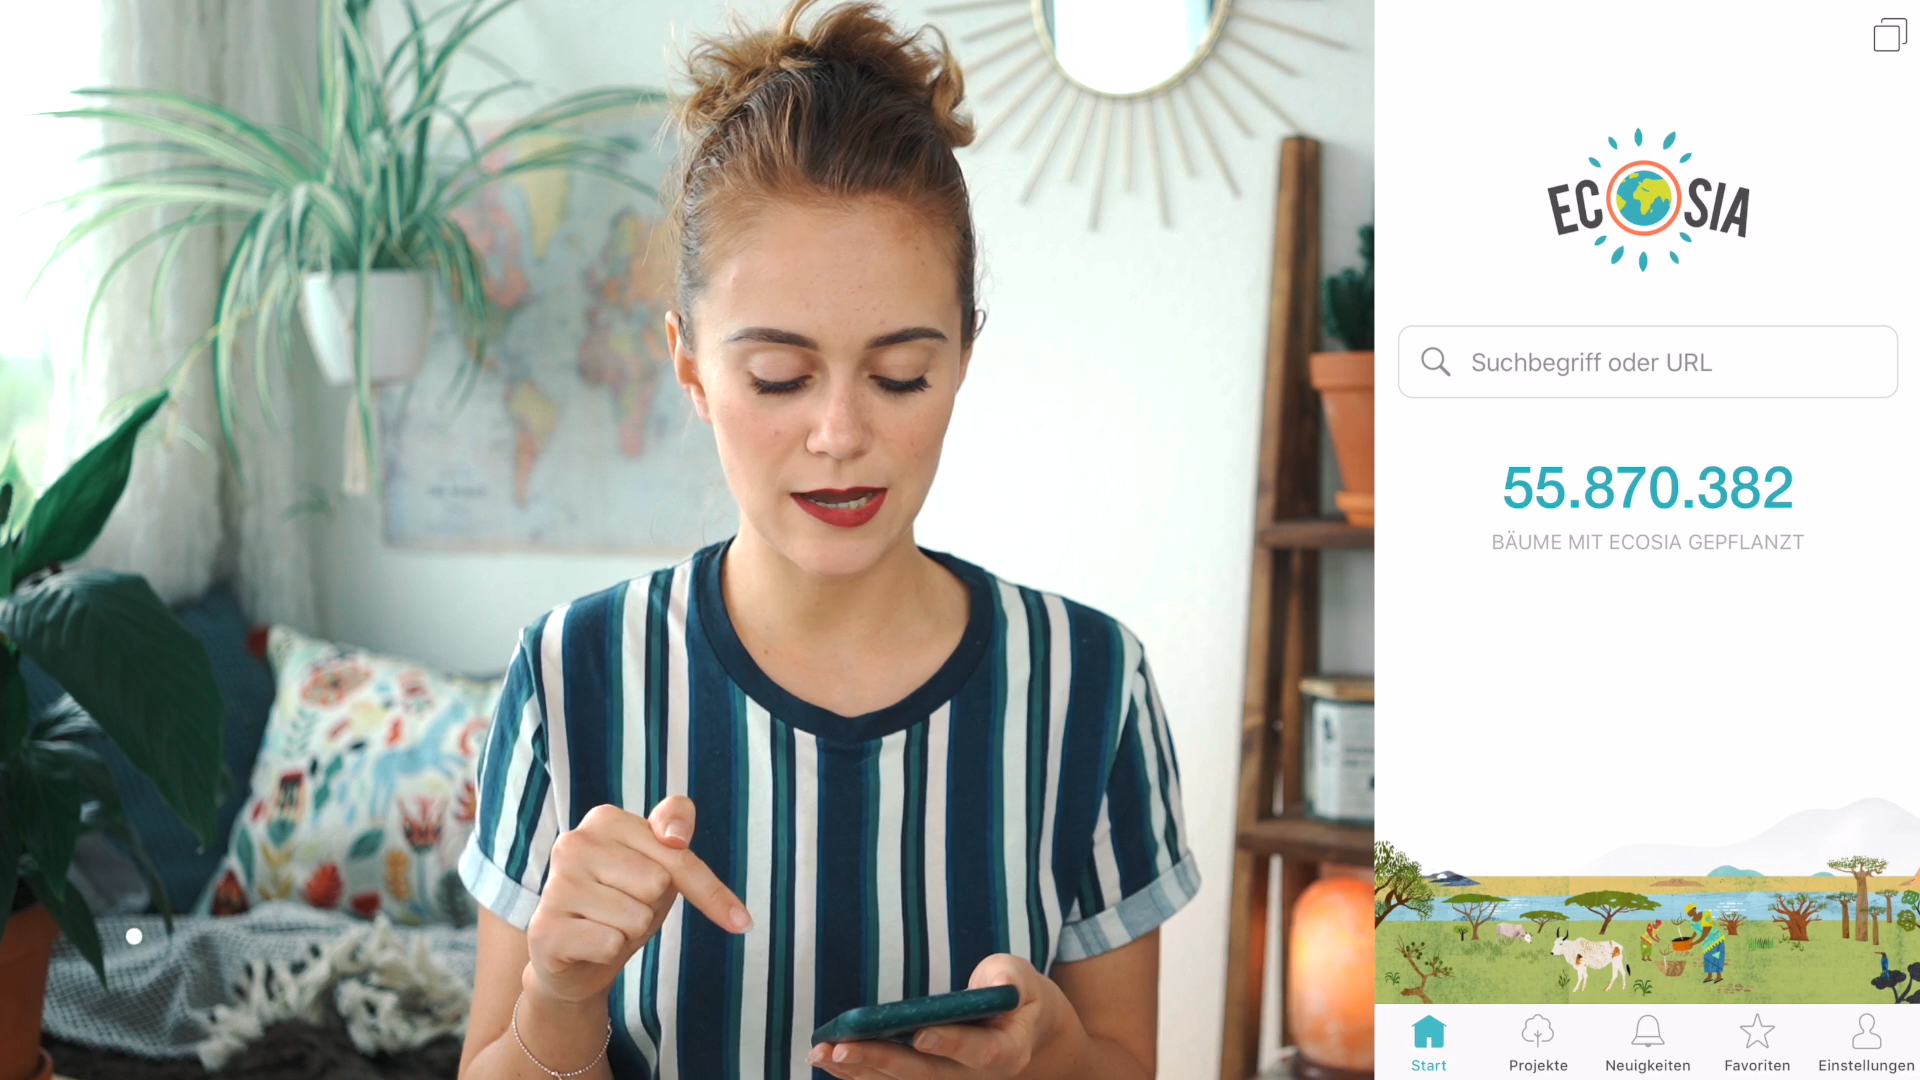 ECOSIA
Suchbegriff oder URL
55.870.382
BÄUME MIT ECOSIA GEPFLANZT
Start
Projekte
Neuigkeiten
Favoriten
Einstellungen